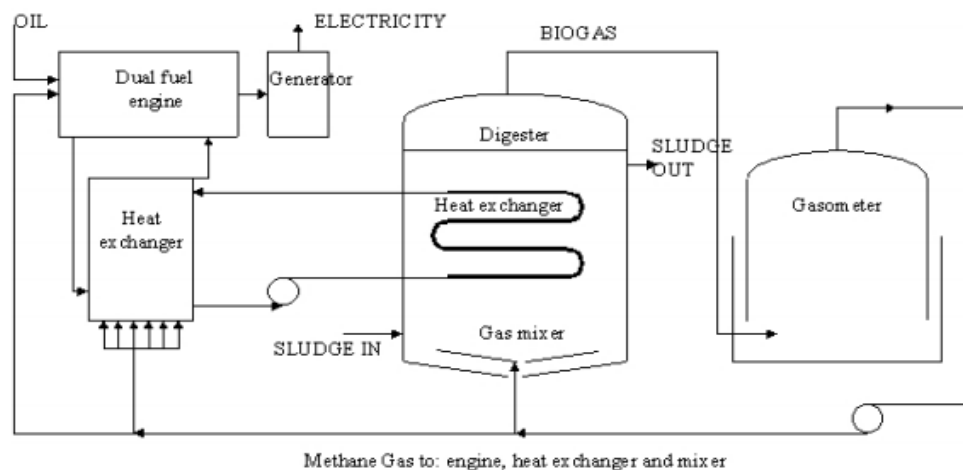 OIL
ELECTRICITY
BIOGAS
Dual fuel
engine
Generator
Digester
SLUDGE
OUT
Heat
exchanger
Heat exchanger
Gasometer
SLUDGE IN
Gas mixer
Methane Gas to: engine, heat exchanger and mixer